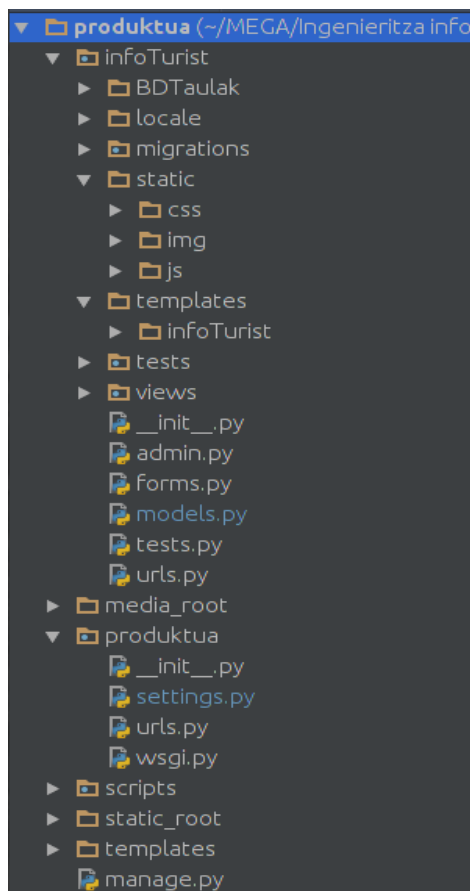 produktua (~/MEGA/Ingenieritza info
infoTurist
BDTaulak
locale
migrations
static
css
img
js
templates
infoTurist
tests
views
__init__.py
admin.py
forms.py
models.py
tests.py
urls.py
media_root
produktua
__init__.py
settings.py
urls.py
wsgi.py
scripts
static_root
templates
manage.py